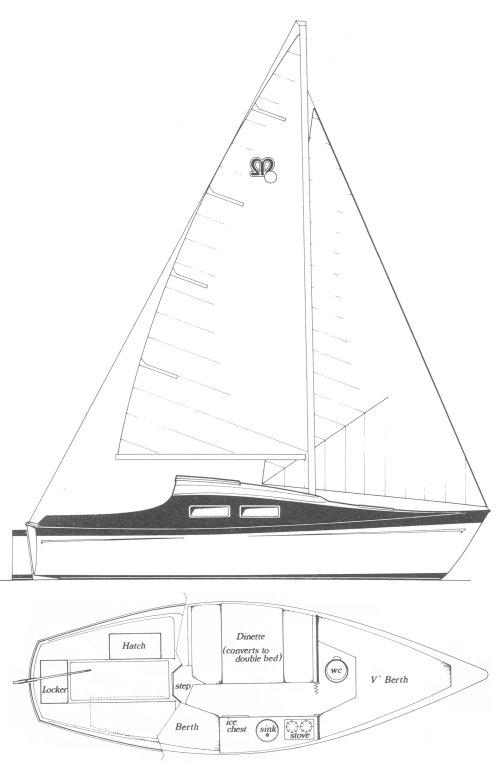 Dinette
(converts to
double bed)
Hatch
wc
V' Berth
Locker
step
Berth
ice
chest
sink
stove